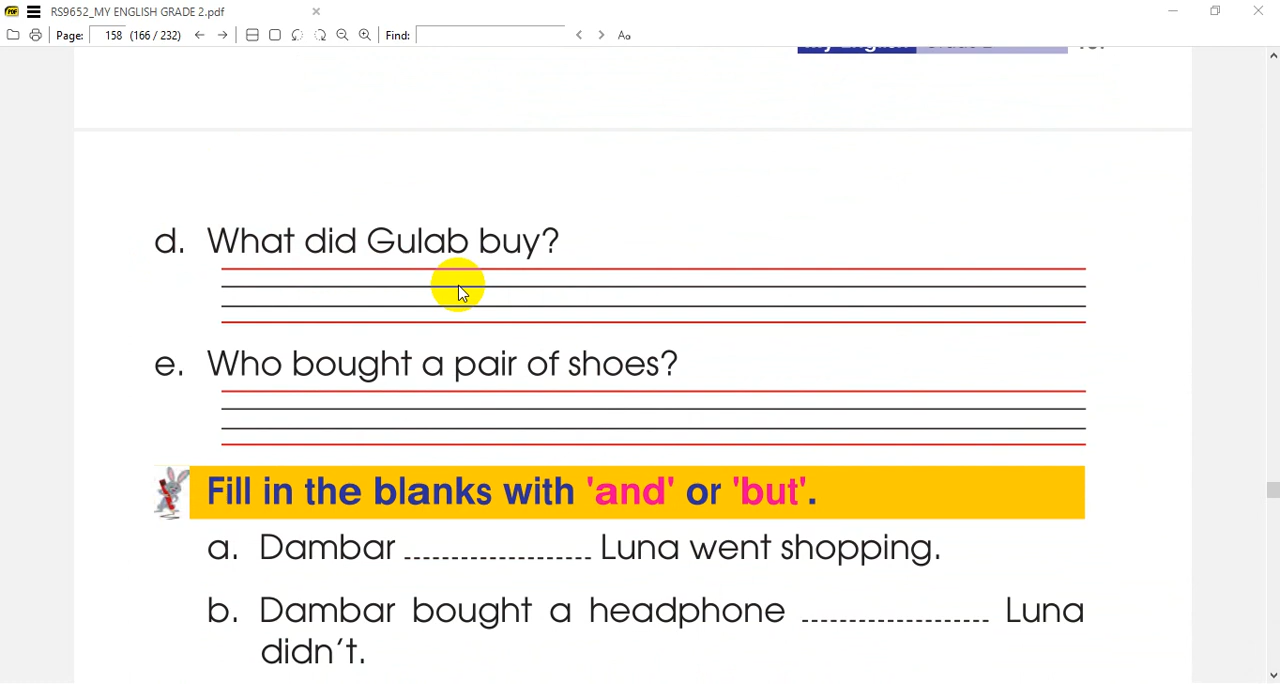 RS9652_MY ENGLISH GRADE 2.pdf
Page: 158 (166 / 232) Find:
d. What did Gulab buy?
e. Who bought a pair of shoes?
Fill in the blanks with 'and' or 'but'.
a. Dambar .................... Luna went shopping.
b. Dambar bought a headphone .................... Luna
didn't.